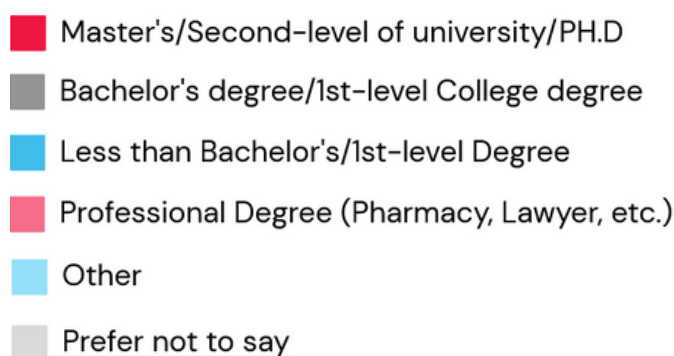 Master's/Second-level of university/PH.D
Bachelor's degree/1st-level College degree
Less than Bachelor's/1st-level Degree
Professional Degree (Pharmacy, Lawyer, etc.)
Other
Prefer not to say